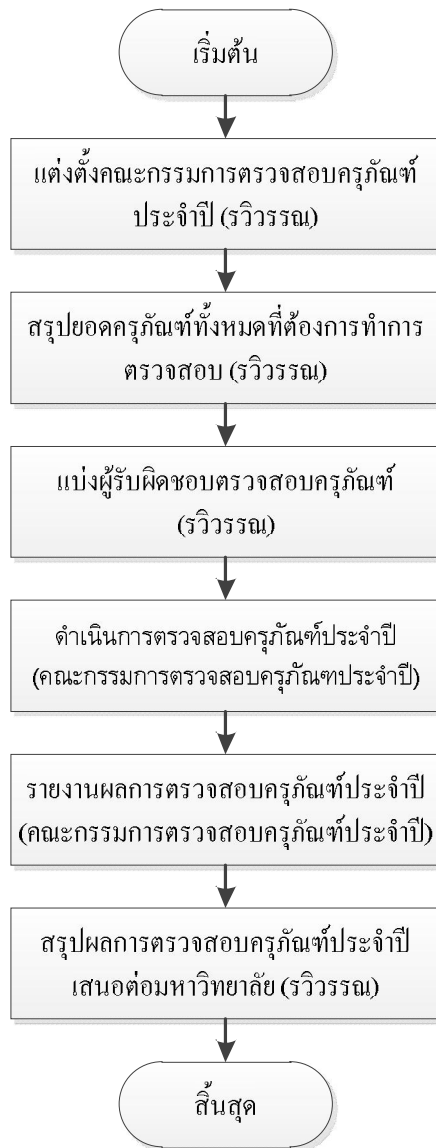 เริ่มต้น
แต่งตั้งคณะกรรมการตรวจสอบครุภัณฑ์
ประจำปี (รวิวรรณ)
สรุปยอดครุภัณฑ์ทั้งหมดที่ต้องการทำการ
ตรวจสอบ (รวิวรรณ)
แบ่งผู้รับผิดชอบตรวจสอบครุภัณฑ์
(รวิวรรณ)
ดำเนินการตรวจสอบครุภัณฑ์ประจำปี
(คณะกรรมการตรวจสอบครุภัณฑประจำปี)
รายงานผลการตรวจสอบครุภัณฑ์ประจำปี
(คณะกรรมการตรวจสอบครุภัณฑ์ประจำปี)
สรุปผลการตรวจสอบครุภัณฑ์ประจำปี
เสนอต่อมหาวิทยาลัย (รวิวรรณ)
สิ้นสุด